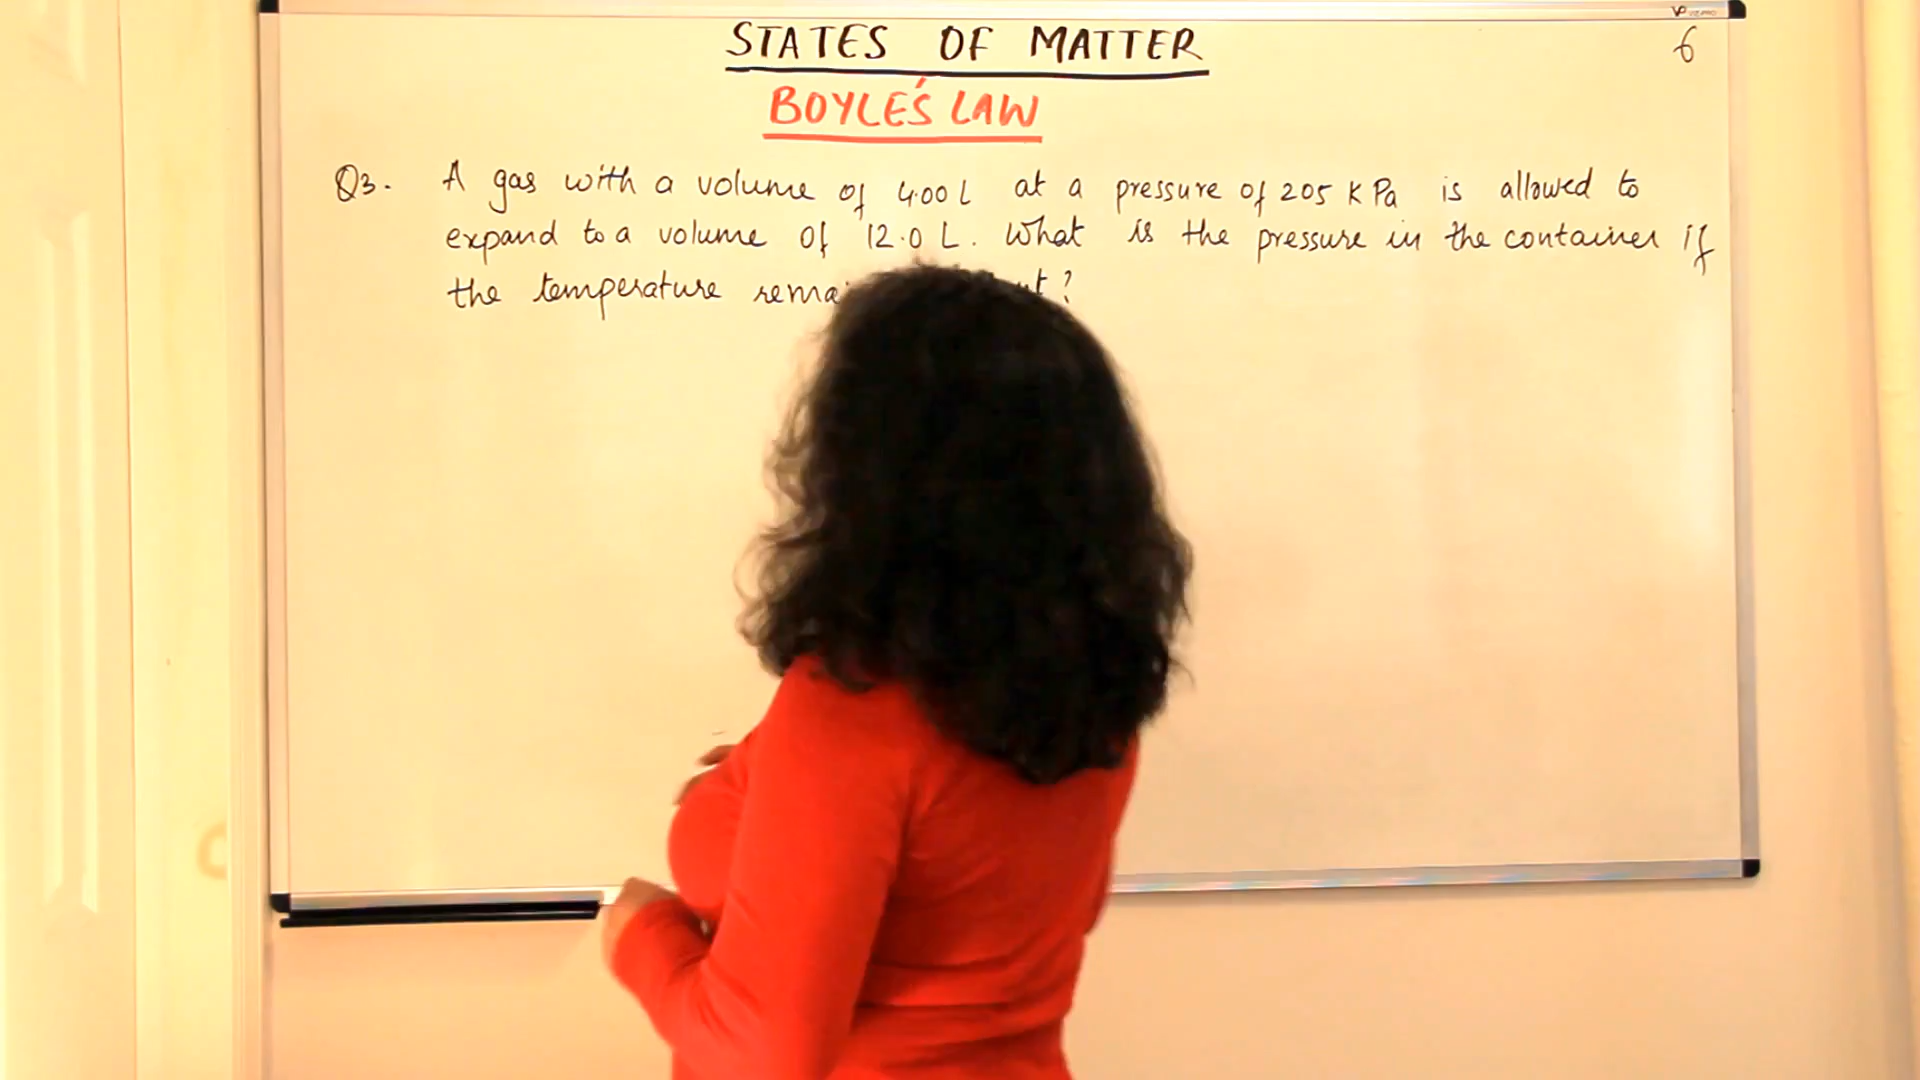 STATES OF MATTER
6
BOYLE'S LAW
Q3. A gas with a volume of 4.00 L at a pressure of 205 KPa is allowed to
expand to a volume of 12.0 L. What is the pressure in the container if
the temperature